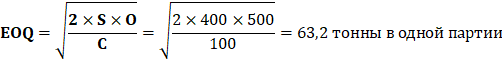 EOQ = √(2 × S × O / C) = √(2 × 400 × 500 / 100) = 63,2 тонны в одной партии